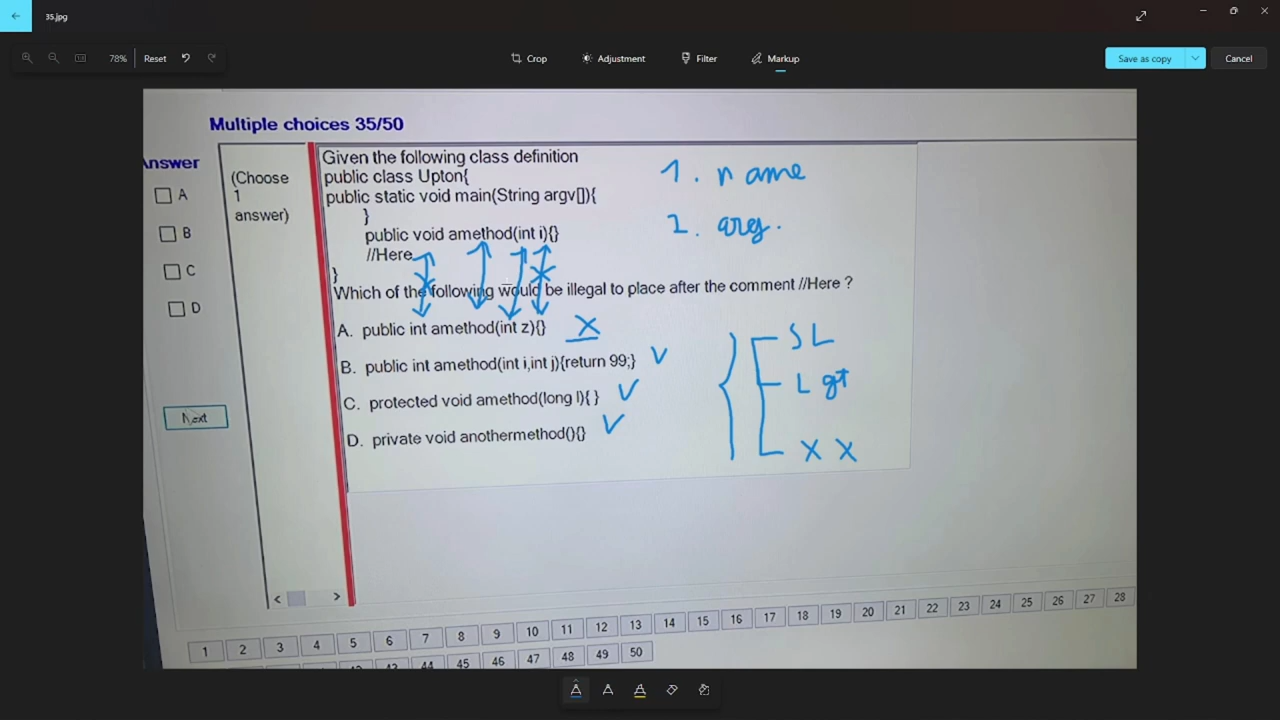 35.jpg
78%
Reset
Crop
Adjustment
Filter
Markup
Save as copy
Cancel
Multiple choices 35/50
Answer
A
B
C
D
(Choose
1
answer)
Next
Given the following class definition
public class Upton{
public static void main(String argv[]){
}
public void amethod(int i){}
//Here
}
Which of the following would be illegal to place after the comment //Here ?
A. public int amethod(int z){}
B. public int amethod(int i,int j){return 99;}
C. protected void amethod(long l){ }
D. private void anothermethod(){}
1. name
2. arg.
X
V
V
V
SL
L gt
X X
< >
1 2 3 4 5 6 7 8 9 10 11 12 13 14 15 16 17 18 19 20 21 22 23 24 25 26 27 28
43 44 45 46 47 48 49 50